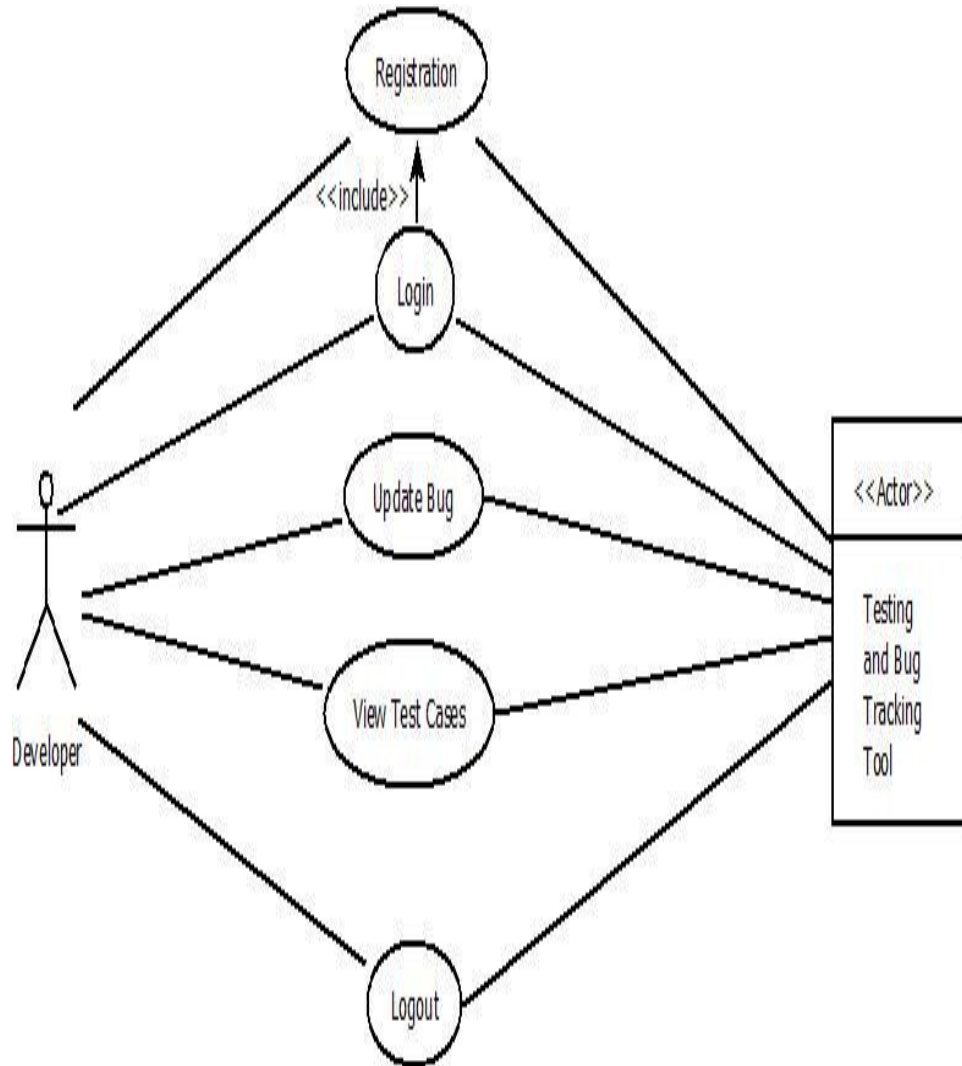 Registration
<<include>>
Login
Update Bug
<<Actor>>
Testing
and Bug
Tracking
Tool
View Test Cases
Developer
Logout